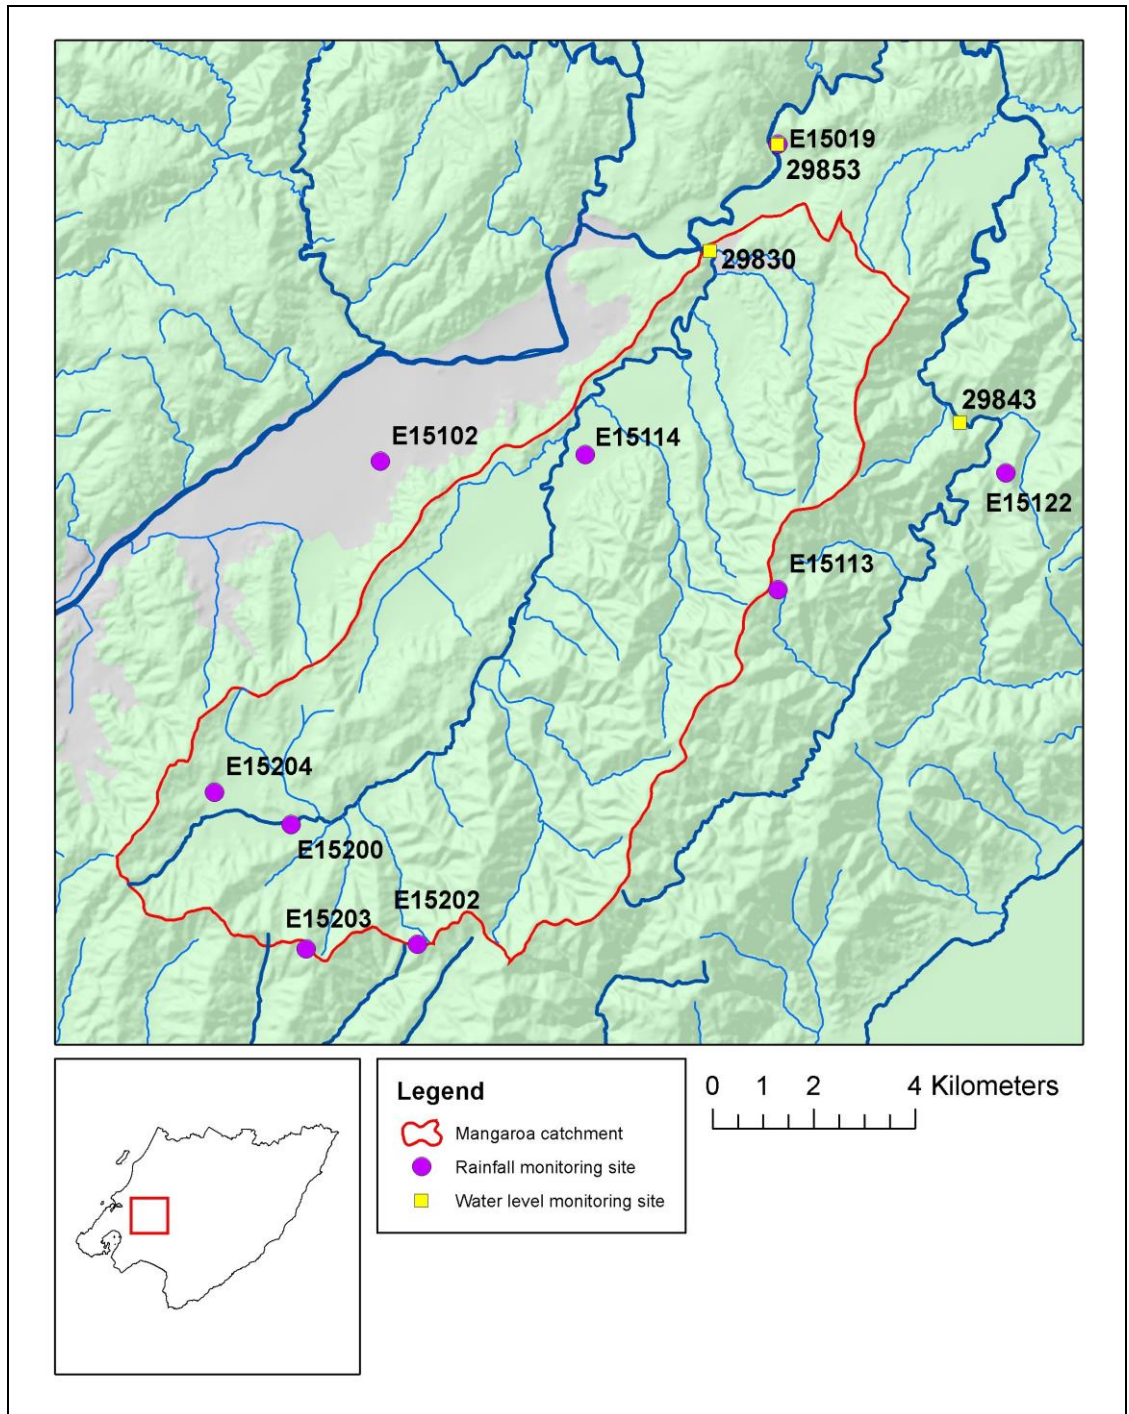 E15019
29853
29830
29843
E15102
E15114
E15122
E15113
E15204
E15200
E15202
E15203
Legend
Mangaroa catchment
Rainfall monitoring site
Water level monitoring site
0 1 2 4 Kilometers